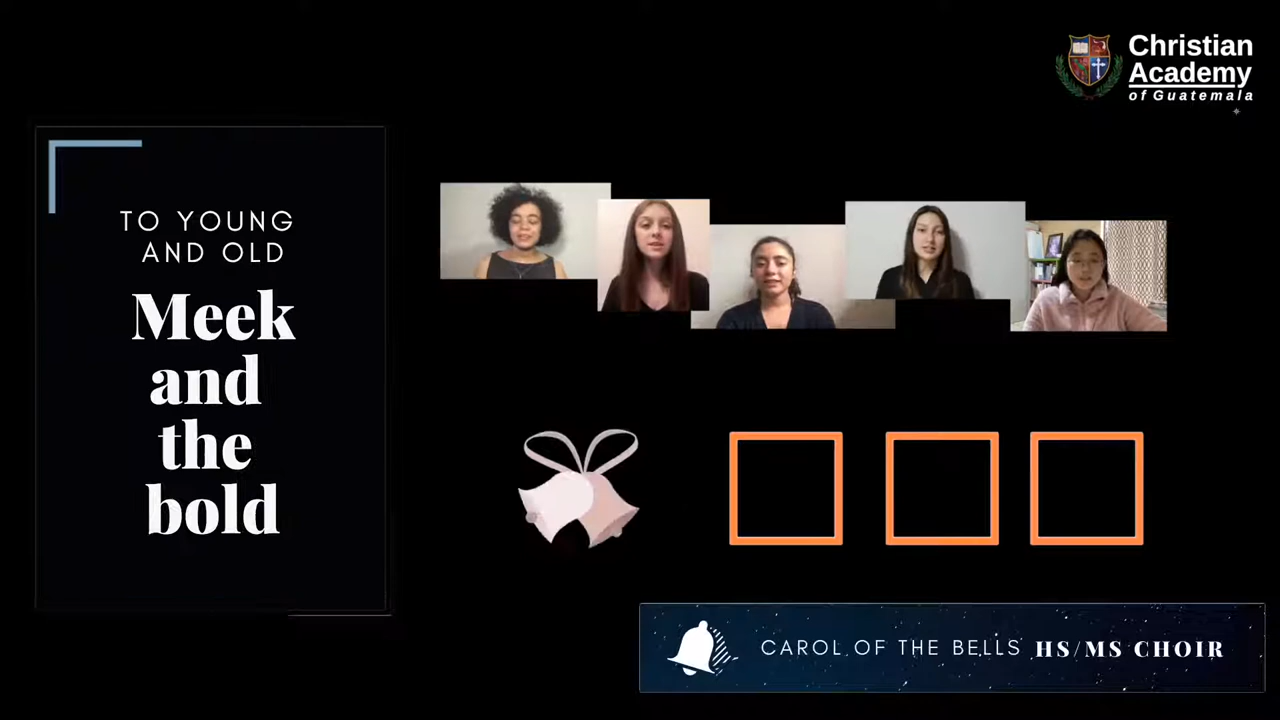 Christian
Academy
of Guatemala
TO YOUNG
AND OLD
Meek
and
the
bold
CAROL OF THE BELLS HS/MS CHOIR